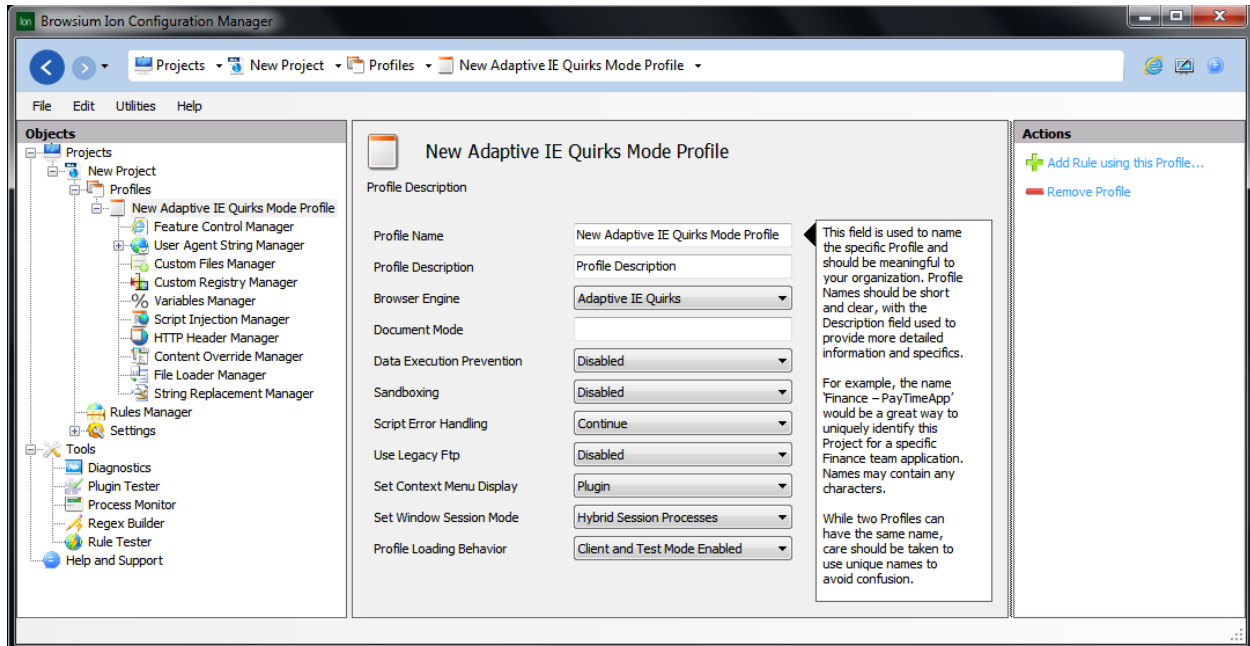 Ion Browsium Ion Configuration Manager
Projects New Project Profiles New Adaptive IE Quirks Mode Profile
File Edit Utilities Help
Objects
Projects
New Project
Profiles
New Adaptive IE Quirks Mode Profile
Feature Control Manager
User Agent String Manager
Custom Files Manager
Custom Registry Manager
Variables Manager
Script Injection Manager
HTTP Header Manager
Content Override Manager
File Loader Manager
String Replacement Manager
Rules Manager
Settings
Tools
Diagnostics
Plugin Tester
Process Monitor
Regex Builder
Rule Tester
Help and Support
New Adaptive IE Quirks Mode Profile
Profile Description
Profile Name New Adaptive IE Quirks Mode Profile
Profile Description Profile Description
Browser Engine Adaptive IE Quirks
Document Mode
Data Execution Prevention Disabled
Sandboxing Disabled
Script Error Handling Continue
Use Legacy Ftp Disabled
Set Context Menu Display Plugin
Set Window Session Mode Hybrid Session Processes
Profile Loading Behavior Client and Test Mode Enabled
This field is used to name
the specific Profile and
should be meaningful to
your organization. Profile
Names should be short
and clear, with the
Description field used to
provide more detailed
information and specifics.
For example, the name
'Finance – PayTimeApp'
would be a great way to
uniquely identify this
Project for a specific
Finance team application.
Names may contain any
characters.
While two Profiles can
have the same name,
care should be taken to
use unique names to
avoid confusion.
Actions
Add Rule using this Profile...
Remove Profile